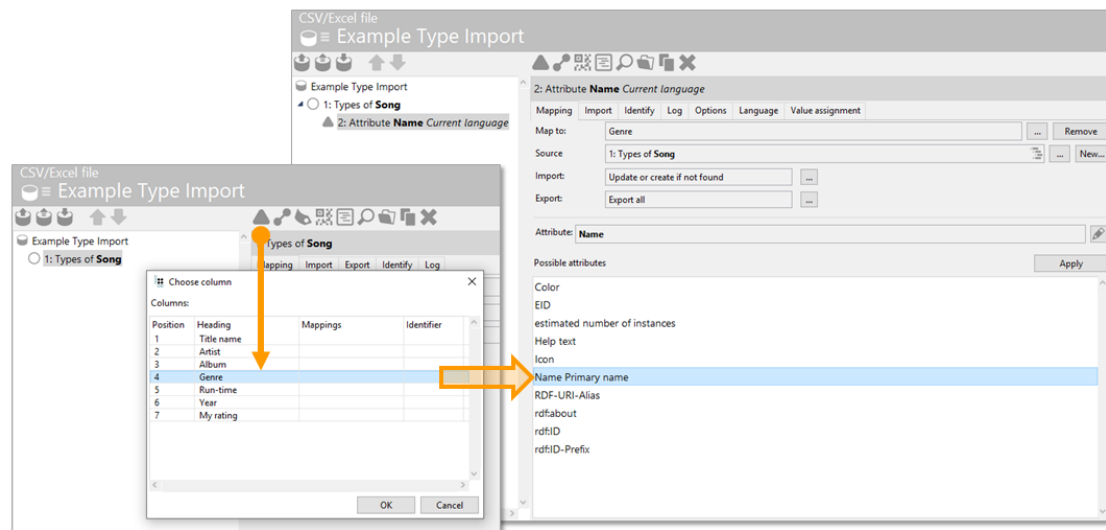 CSV/Excel file
Example Type Import
Example Type Import
1: Types of Song
2: Attribute Name Current language
2: Attribute Name Current language
Mapping Import Identify Log Options Language Value assignment
Map to: Genre ... Remove
Source 1: Types of Song ... New...
Import: Update or create if not found ...
Export: Export all ...
Attribute: Name
Possible attributes Apply
Color
EID
estimated number of instances
Help text
Icon
Name Primary name
RDF-URI-Alias
rdf:about
rdf:ID
rdf:ID-Prefix
CSV/Excel file
Example Type Import
Example Type Import
1: Types of Song
Types of Song
Mapping Import Export Identify Log
Choose column
Columns:
Position Heading Mappings Identifier
1 Title name
2 Artist
3 Album
4 Genre
5 Run-time
6 Year
7 My rating
OK Cancel